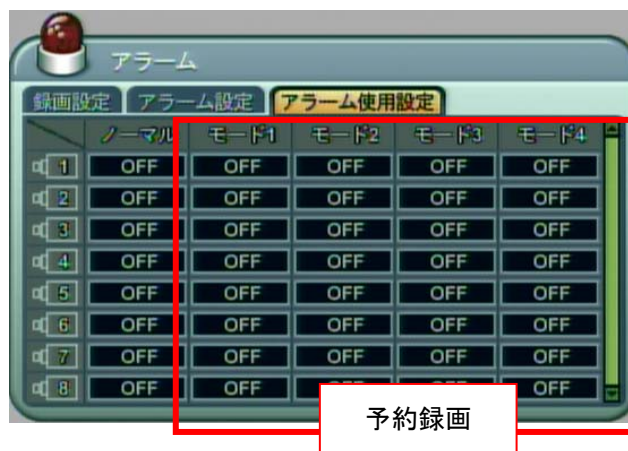 アラーム
録画設定 アラーム設定 アラーム使用設定
ノーマル モード1 モード2 モード3 モード4
1 OFF OFF OFF OFF OFF
2 OFF OFF OFF OFF OFF
3 OFF OFF OFF OFF OFF
4 OFF OFF OFF OFF OFF
5 OFF OFF OFF OFF OFF
6 OFF OFF OFF OFF OFF
7 OFF OFF OFF OFF OFF
8 OFF OFF OFF
予約録画